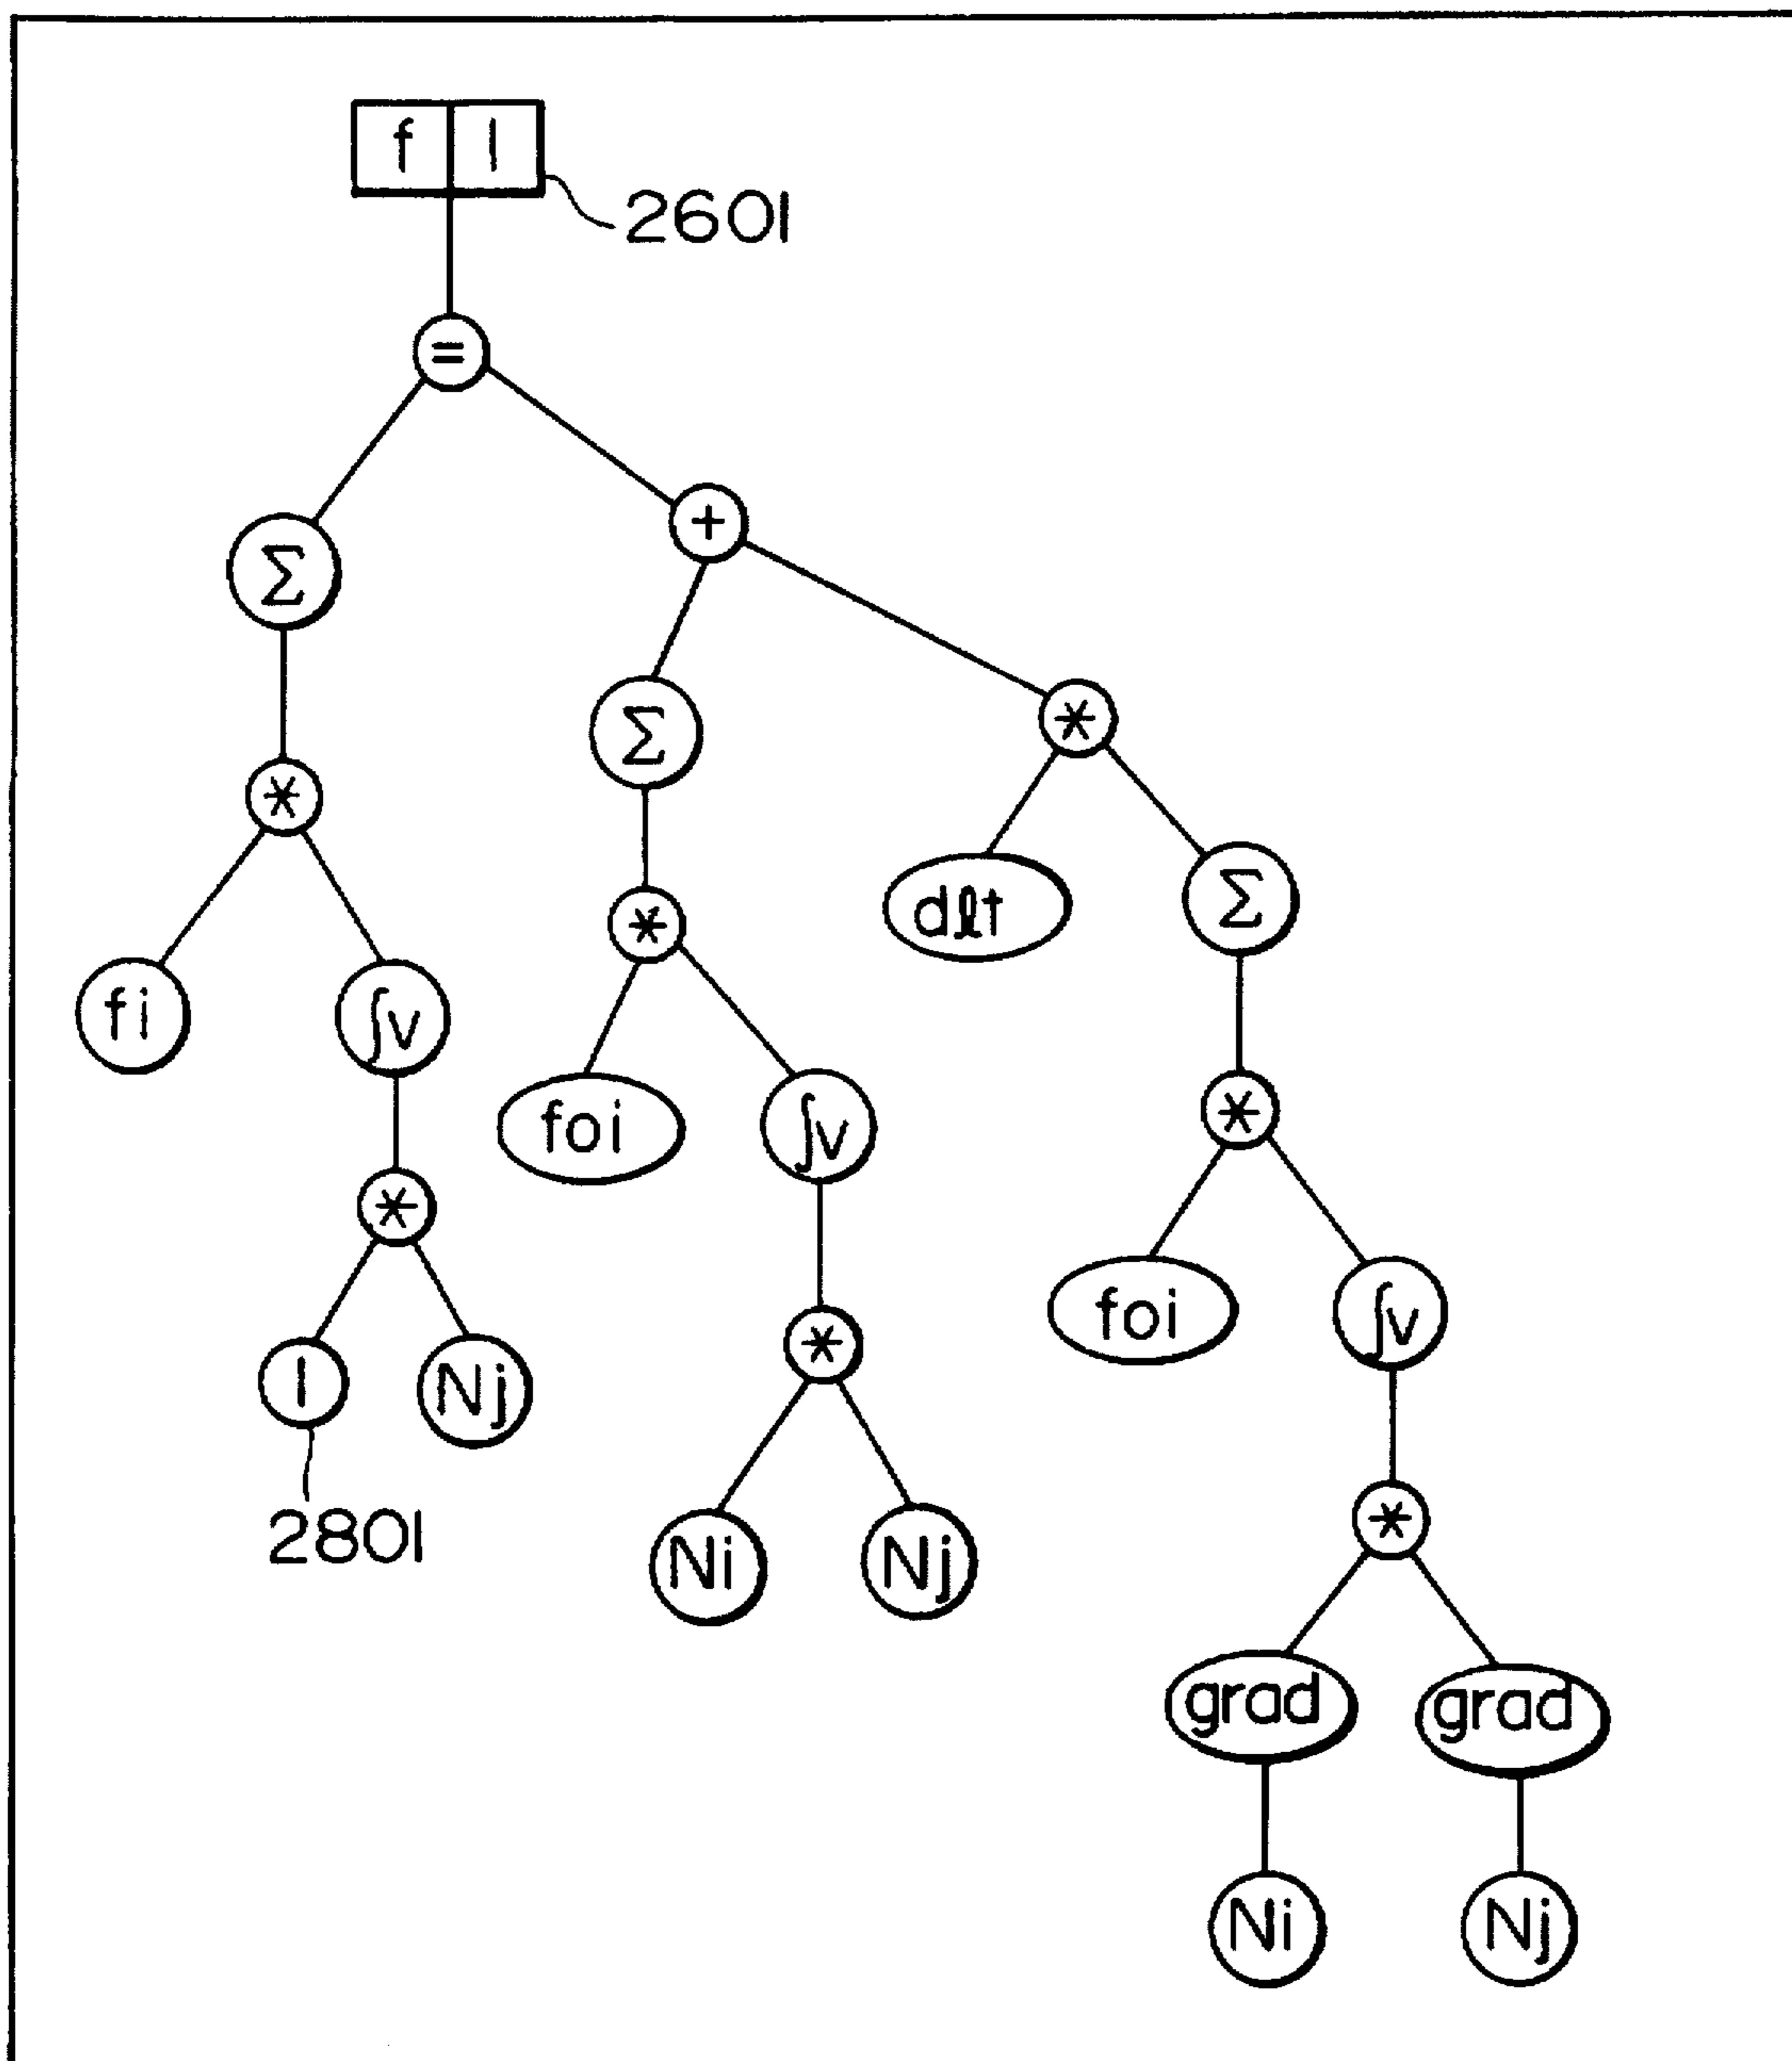 f l
2601
=
+
Σ
Σ
*
*
dlt
Σ
*
fi
∫v
*
foi
∫v
*
*
foi
∫v
l
Nj
*
2801
Ni
Nj
*
grad
grad
Ni
Nj